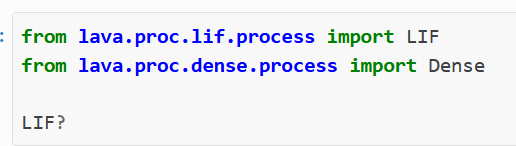 :
from lava.proc.lif.process import LIF
from lava.proc.dense.process import Dense
LIF?